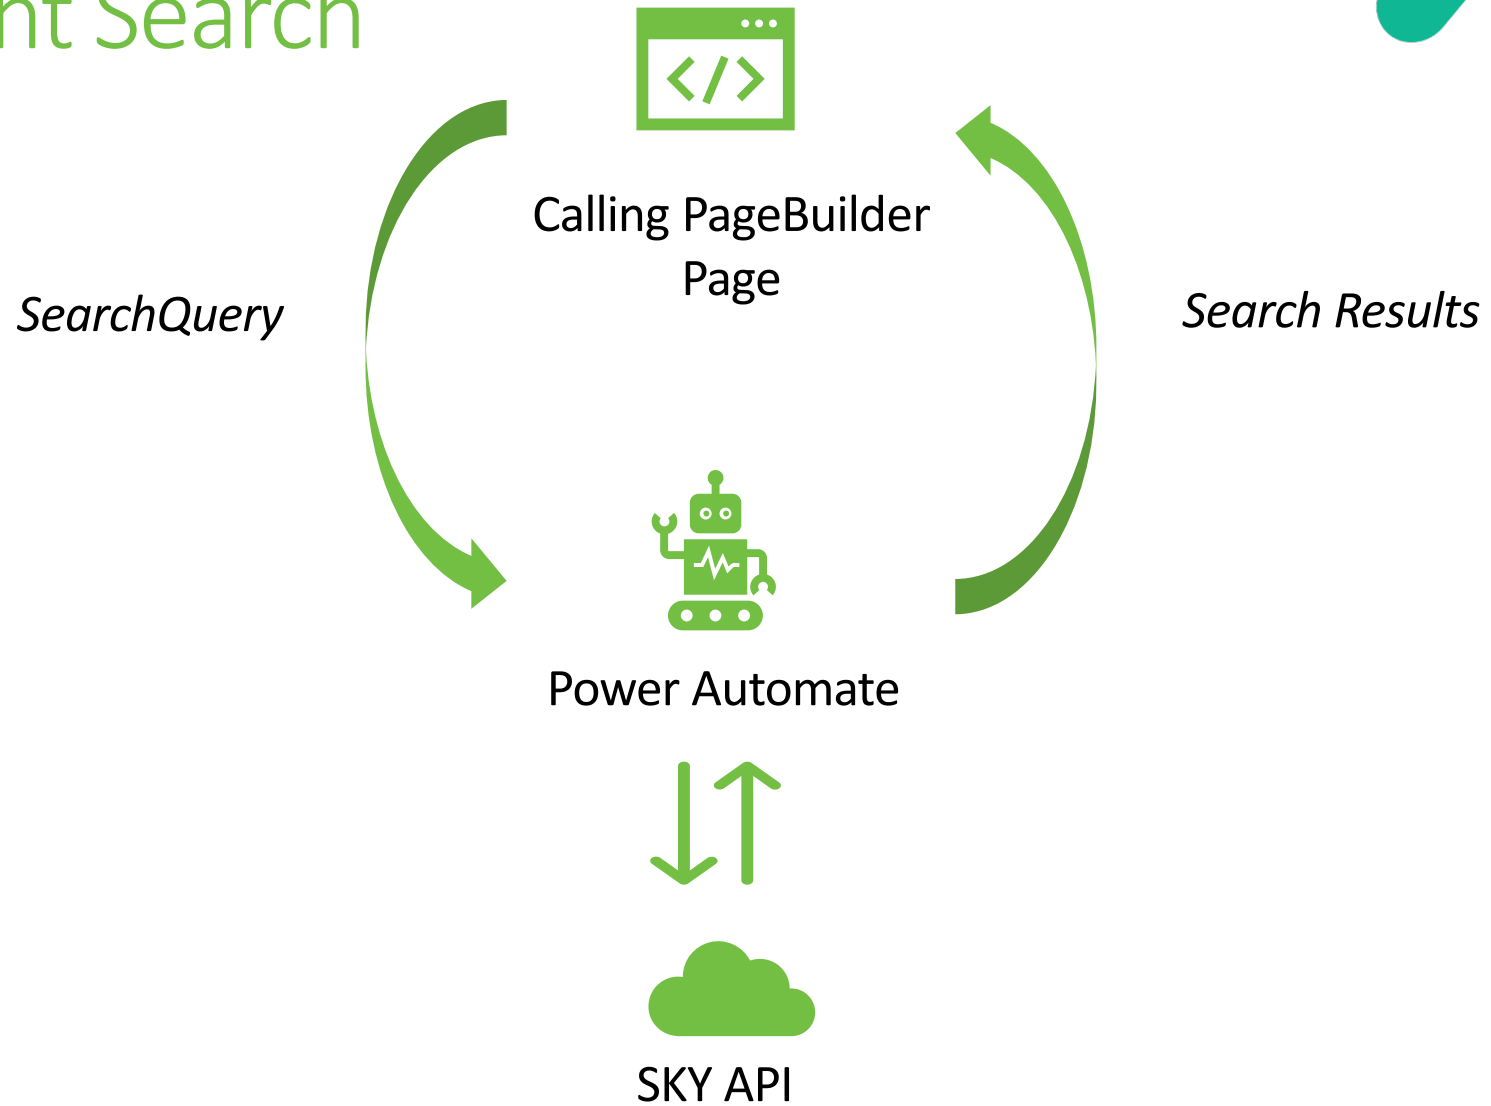 nt Search
Calling PageBuilder
Page
SearchQuery
Search Results
Power Automate
SKY API